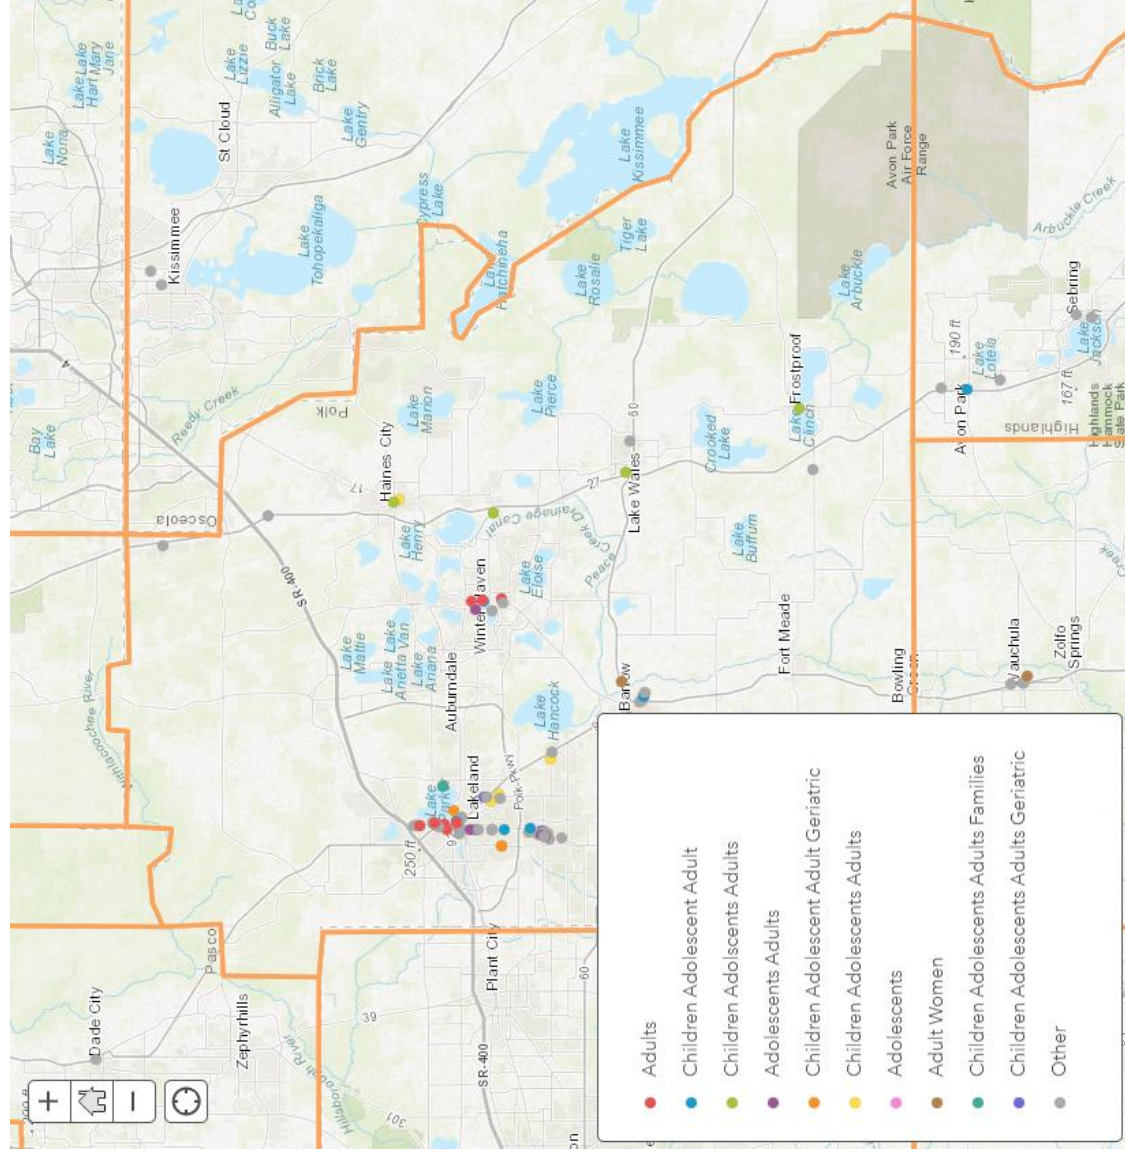 Dade City
Lake
Nona
Bay
Lake
Lake Lake
Hart Mary
Jane
Withlacoochee River
4
Kissimmee
Osceola
Reedy Creek
Pasco
St Cloud
Lake
Lizzie
Zephyrhills
Alligator
Lake
Buck
Lake
Hillsborough River
SR-400
Lake
Tohopekaliga
Brick
Lake
Polk
Lake
Mattie
17
Lake
Gentry
39
301
Haines City
Lake
Arietta
Lake
Van
Lake
Henry
Lake
Marion
250 ft
Lake
Ariana
Cypress
Lake
Lake
Parker
Auburndale
Lakeland
Winter Haven
SR-400
Plant City
Drainage Canal
Lake
Hatchineha
Polk-Pkwy
Lake
Eloise
Lake
Pierce
Lake
Hancock
Peace Creek Dr
27
Lake
Rosalie
60
Bartow
Lake Wales
60
Tiger
Lake
Lake
Kissimmee
Crooked
Lake
Lake
Buffum
Fort Meade
Lake
Clinch
Frostproof
Lake
Arbuckle
Bowling
Green
Avon Park
Air Force
Range
Avon Park
190 ft
Lake
Lotela
Wauchula
Highlands
Arbuckle Creek
Zolfo
Springs
167 ft
Sebring
Lake
Jackson
Highlands
Hammock
State Park
Creek
Adults
Children Adolescent Adult
Children Adolscents Adults
Adolescents Adults
Children Adolescent Adult Geriatric
Children Adolescents Adults
Adolescents
Adult Women
Children Adolescents Adults Families
Children Adolescents Adults Geriatric
Other